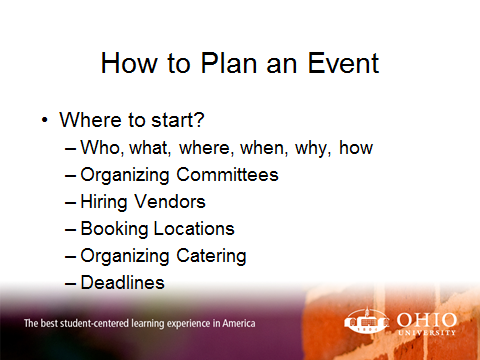 How to Plan an Event
• Where to start?
– Who, what, where, when, why, how
– Organizing Committees
– Hiring Vendors
– Booking Locations
– Organizing Catering
– Deadlines
The best student-centered learning experience in America
OHIO
UNIVERSITY